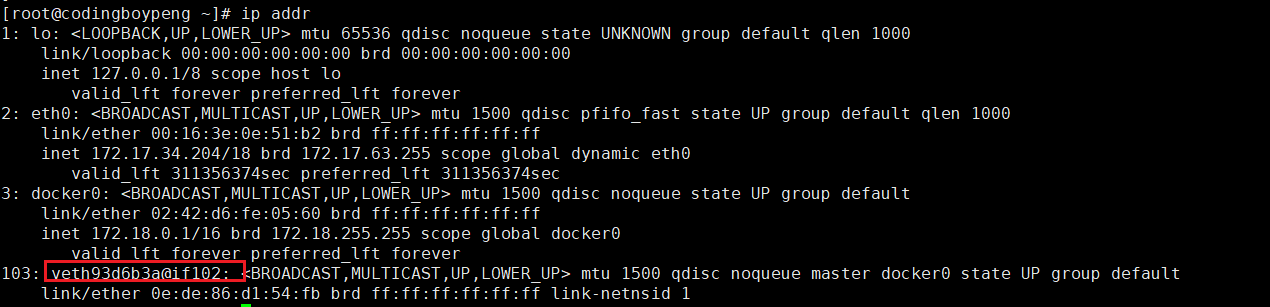 [root@codingboypeng ~]# ip addr
1: lo: <LOOPBACK,UP,LOWER_UP> mtu 65536 qdisc noqueue state UNKNOWN group default qlen 1000
    link/loopback 00:00:00:00:00:00 brd 00:00:00:00:00:00
    inet 127.0.0.1/8 scope host lo
       valid_lft forever preferred_lft forever
2: eth0: <BROADCAST,MULTICAST,UP,LOWER_UP> mtu 1500 qdisc pfifo_fast state UP group default qlen 1000
    link/ether 00:16:3e:0e:51:b2 brd ff:ff:ff:ff:ff:ff
    inet 172.17.34.204/18 brd 172.17.63.255 scope global dynamic eth0
       valid_lft 311356374sec preferred_lft 311356374sec
3: docker0: <BROADCAST,MULTICAST,UP,LOWER_UP> mtu 1500 qdisc noqueue state UP group default
    link/ether 02:42:d6:fe:05:60 brd ff:ff:ff:ff:ff:ff
    inet 172.18.0.1/16 brd 172.18.255.255 scope global docker0
       valid_lft forever preferred_lft forever
103: veth93d6b3a@if102: <BROADCAST,MULTICAST,UP,LOWER_UP> mtu 1500 qdisc noqueue master docker0 state UP group default
    link/ether 0e:de:86:d1:54:fb brd ff:ff:ff:ff:ff:ff link-netnsid 1